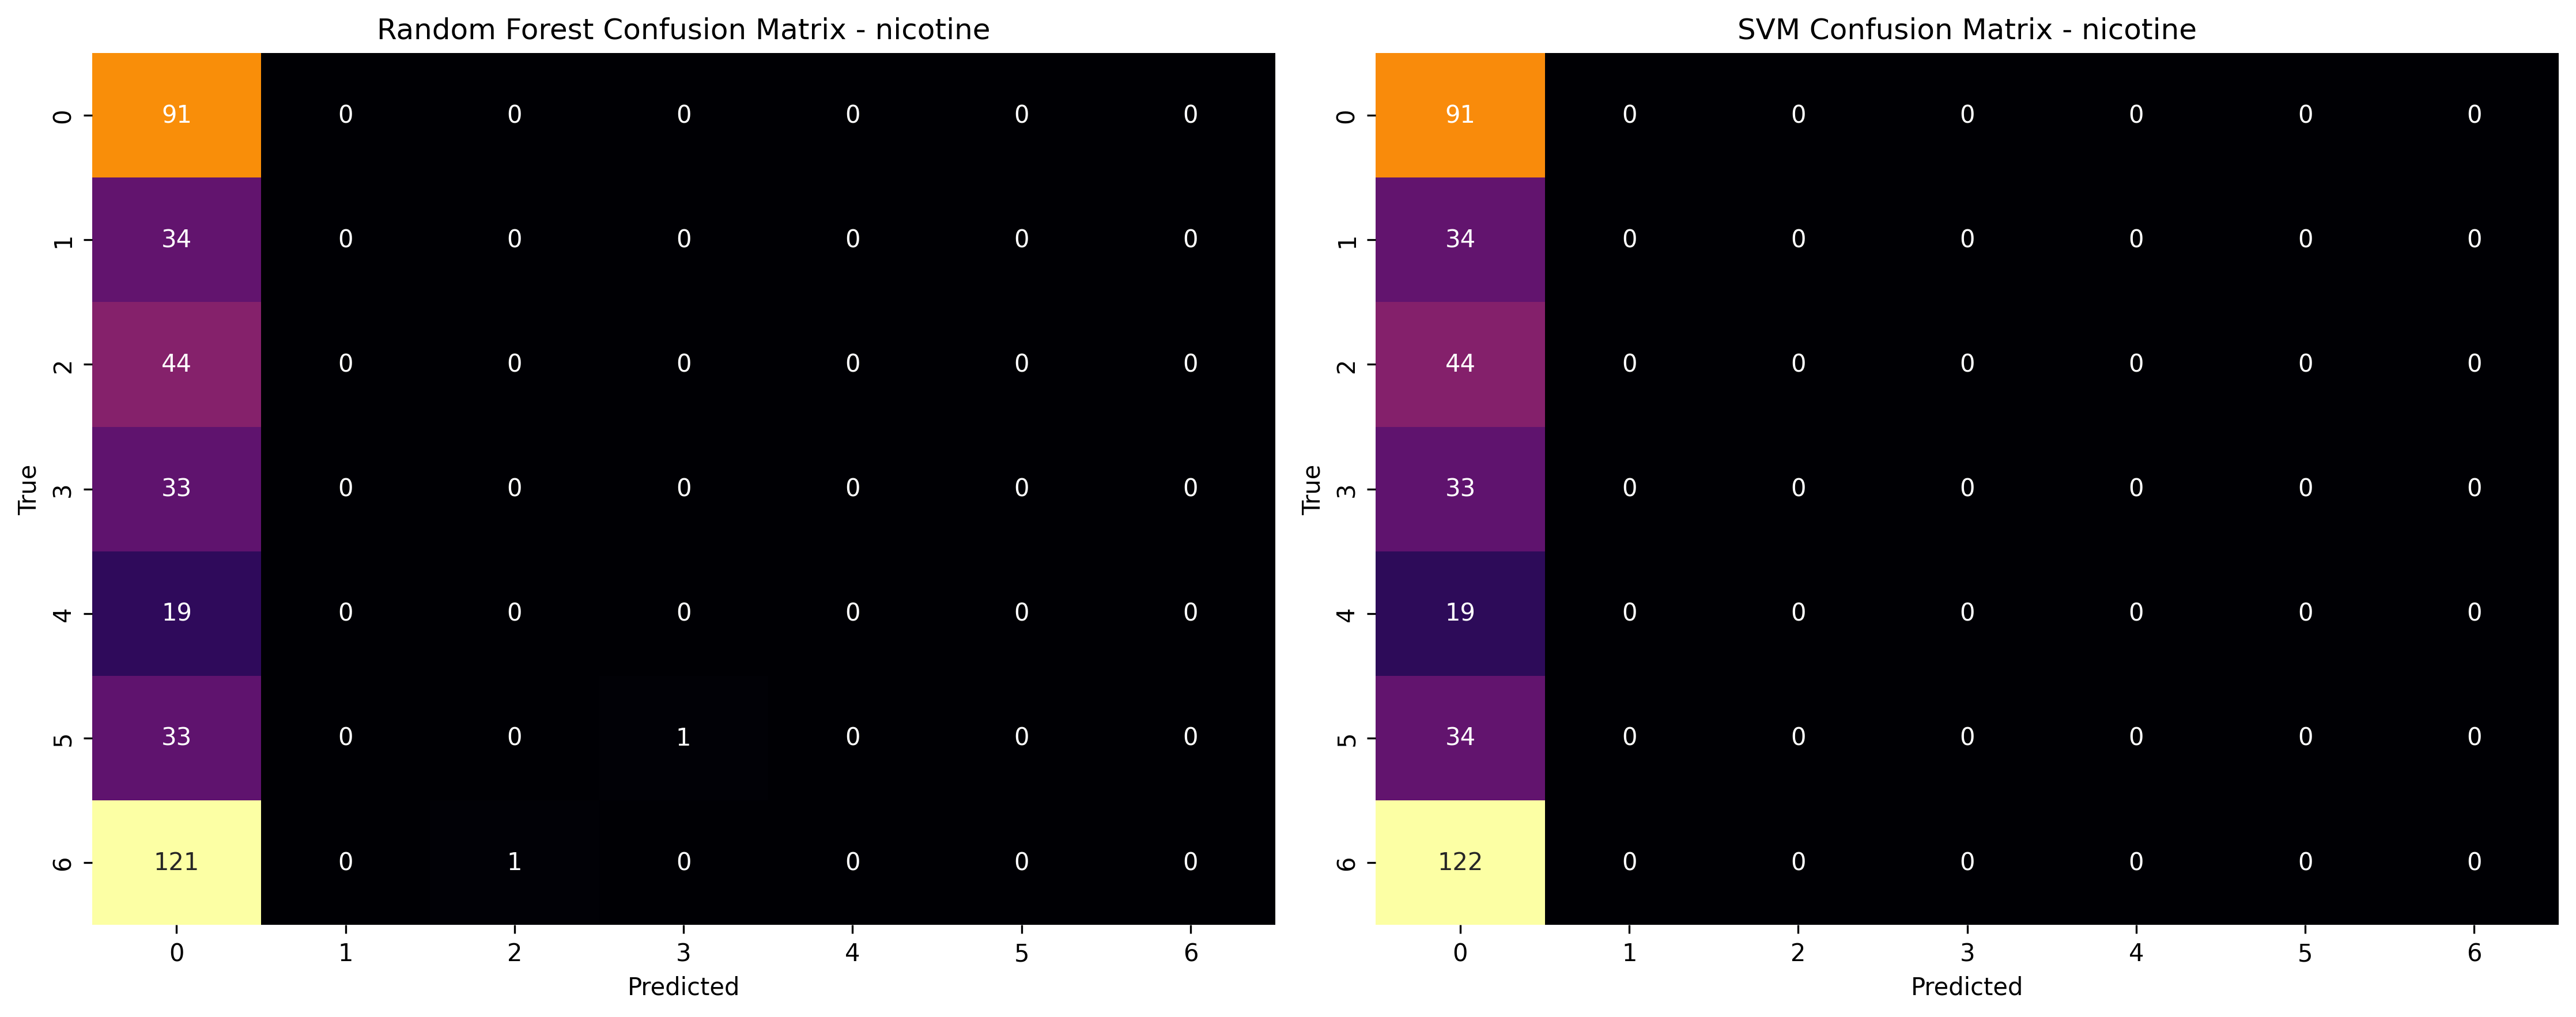 Random Forest Confusion Matrix - nicotine
0 91 0 0 0 0 0 0
1 34 0 0 0 0 0 0
2 44 0 0 0 0 0 0
3 33 0 0 0 0 0 0
4 19 0 0 0 0 0 0
5 33 0 0 1 0 0 0
6 121 0 1 0 0 0 0
True
0 1 2 3 4 5 6
Predicted
SVM Confusion Matrix - nicotine
0 91 0 0 0 0 0 0
1 34 0 0 0 0 0 0
2 44 0 0 0 0 0 0
3 33 0 0 0 0 0 0
4 19 0 0 0 0 0 0
5 34 0 0 0 0 0 0
6 122 0 0 0 0 0 0
True
0 1 2 3 4 5 6
Predicted